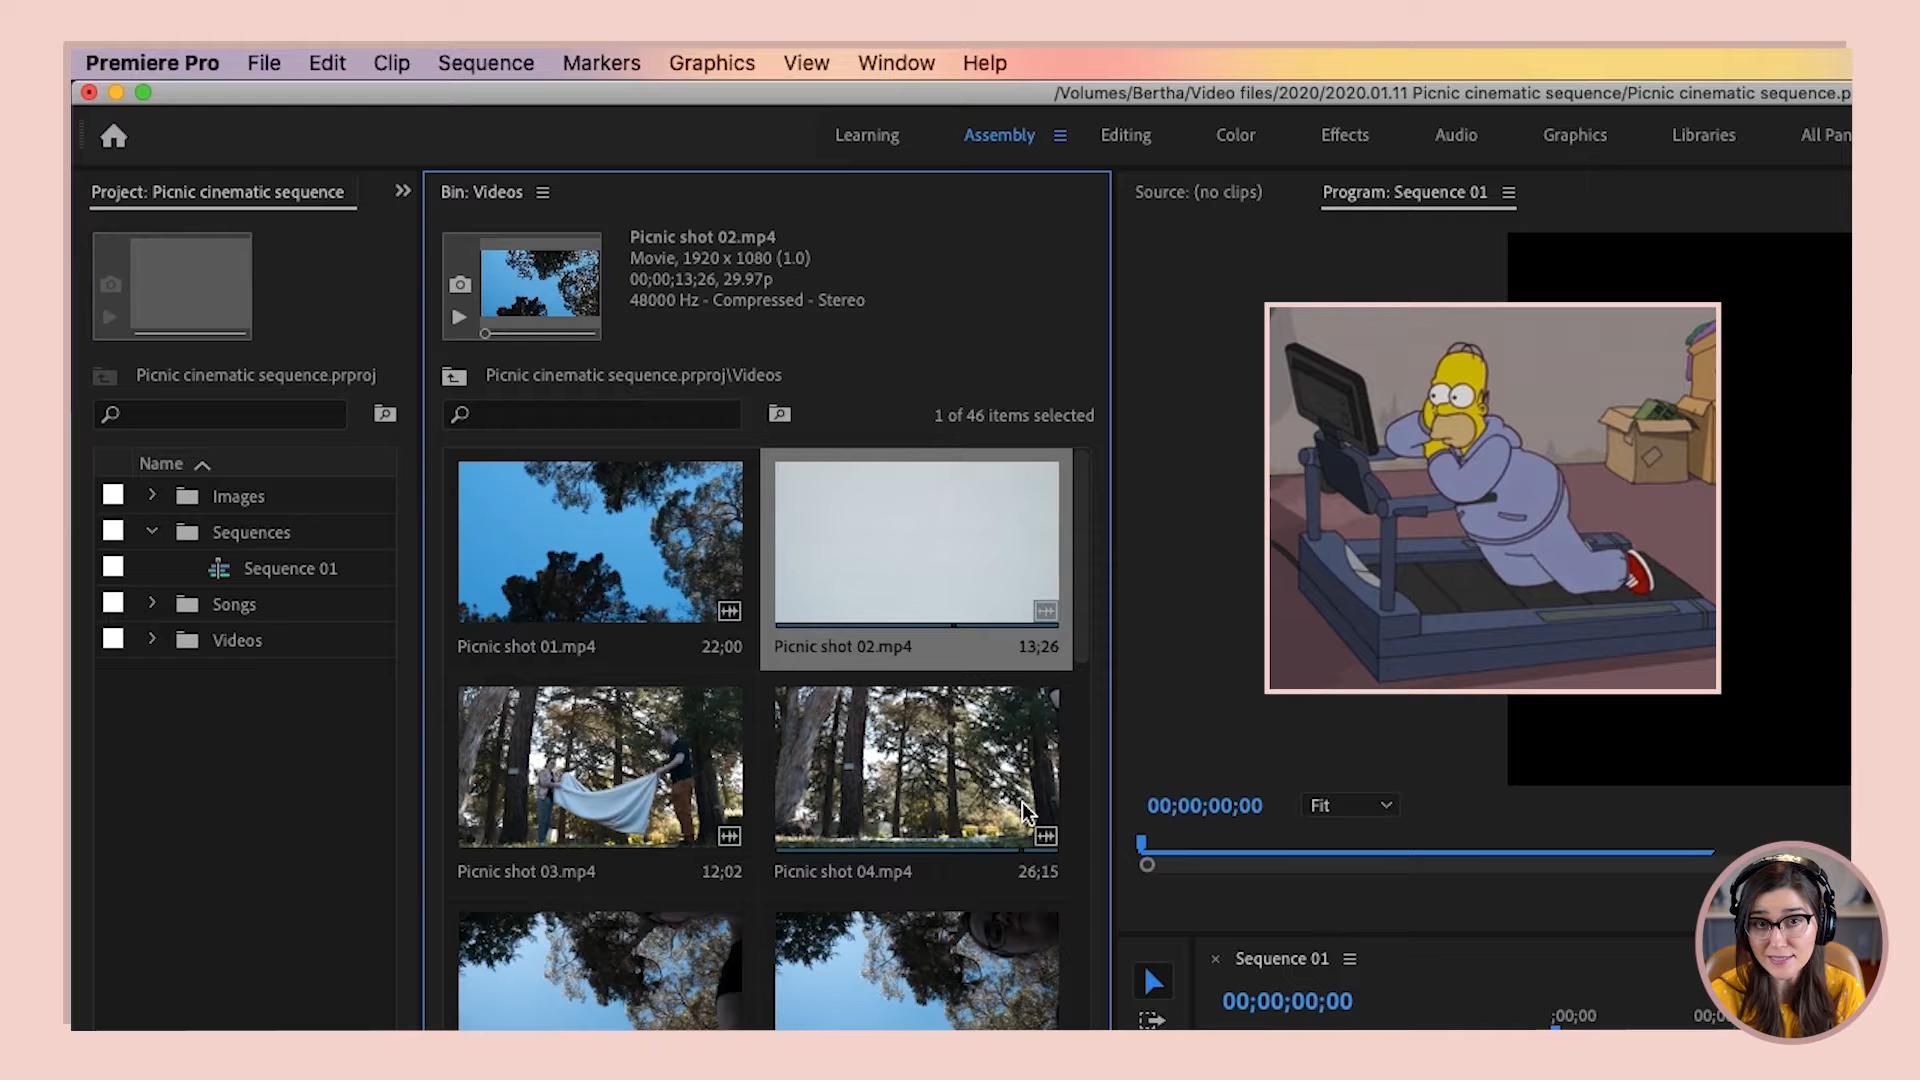 Premiere Pro File Edit Clip Sequence Markers Graphics View Window Help
/Volumes/Bertha/Video files/2020/2020.01.11 Picnic cinematic sequence/Picnic cinematic sequence.p
Learning Assembly Editing Color Effects Audio Graphics Libraries All Pan
Project: Picnic cinematic sequence
Picnic cinematic sequence.prproj
Name
Images
Sequences
Sequence 01
Songs
Videos
Bin: Videos
Picnic shot 02.mp4
Movie, 1920 x 1080 (1.0)
00;00;13;26, 29.97p
48000 Hz - Compressed - Stereo
Picnic cinematic sequence.prproj\Videos
1 of 46 items selected
Picnic shot 01.mp4 22;00
Picnic shot 02.mp4 13;26
Picnic shot 03.mp4 12;02
Picnic shot 04.mp4 26;15
Source: (no clips)
Program: Sequence 01
00;00;00;00 Fit
× Sequence 01
00;00;00;00
;00;00 00;0